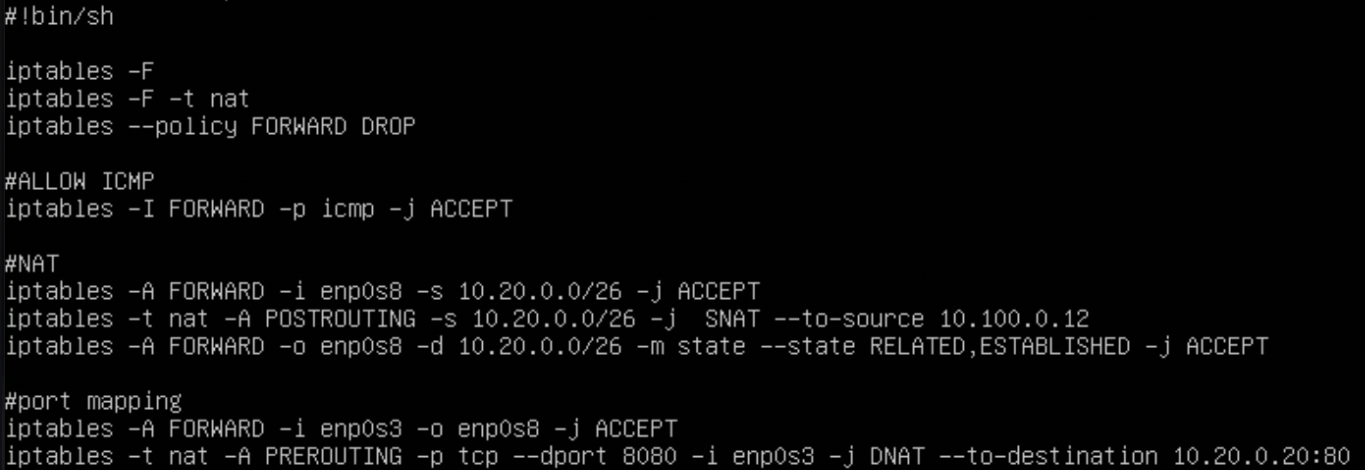 #!bin/sh
iptables -F
iptables -F -t nat
iptables --policy FORWARD DROP
#ALLOW ICMP
iptables -I FORWARD -p icmp -j ACCEPT
#NAT
iptables -A FORWARD -i enp0s8 -s 10.20.0.0/26 -j ACCEPT
iptables -t nat -A POSTROUTING -s 10.20.0.0/26 -j  SNAT --to-source 10.100.0.12
iptables -A FORWARD -o enp0s8 -d 10.20.0.0/26 -m state --state RELATED,ESTABLISHED -j ACCEPT
#port mapping
iptables -A FORWARD -i enp0s3 -o enp0s8 -j ACCEPT
iptables -t nat -A PREROUTING -p tcp --dport 8080 -i enp0s3 -j DNAT --to-destination 10.20.0.20:80